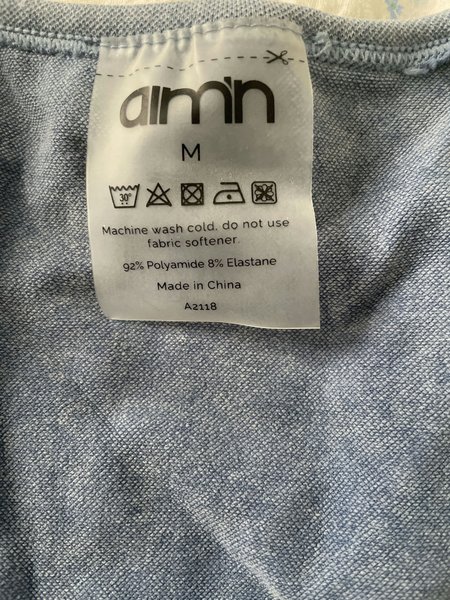 aim'n
M
30°
Machine wash cold. do not use
fabric softener.
92% Polyamide 8% Elastane
Made in China
A2118